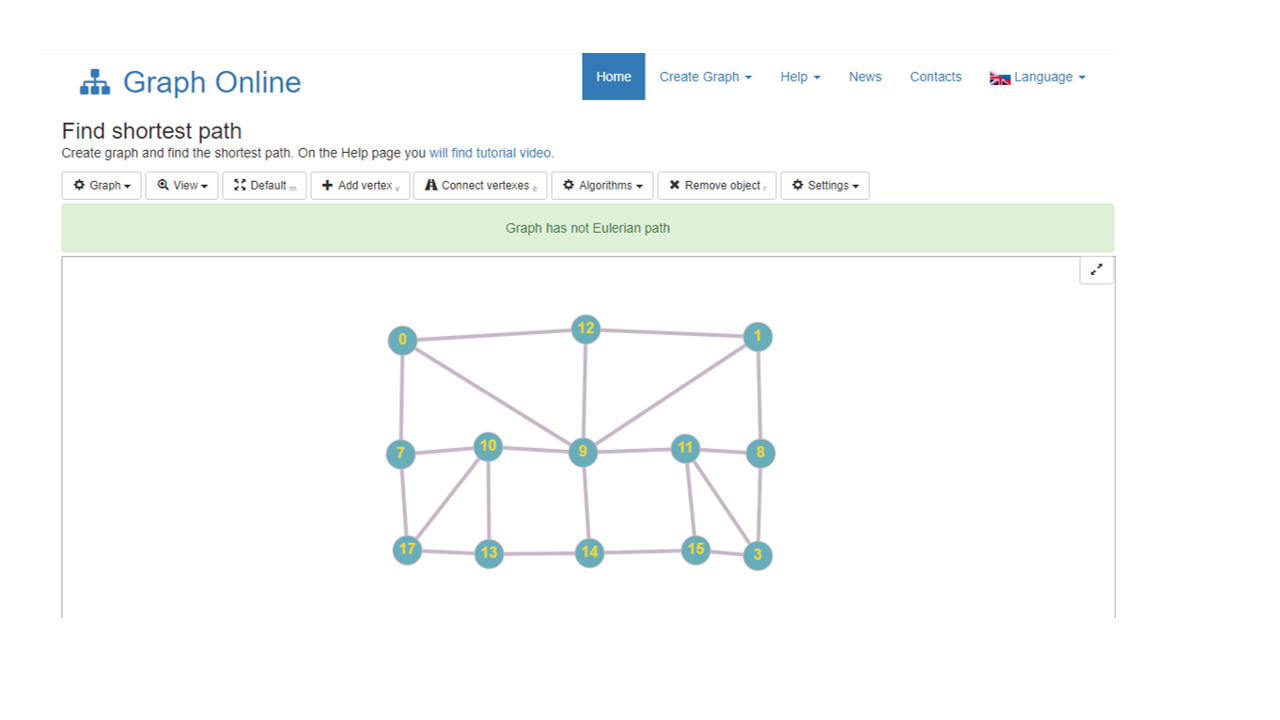 Graph Online
Home Create Graph Help News Contacts Language
Find shortest path
Create graph and find the shortest path. On the Help page you will find tutorial video.
Graph View Default m Add vertex v Connect vertexes e Algorithms Remove object r Settings
Graph has not Eulerian path
0 12 1
7 10 9 11 8
17 13 14 15 3